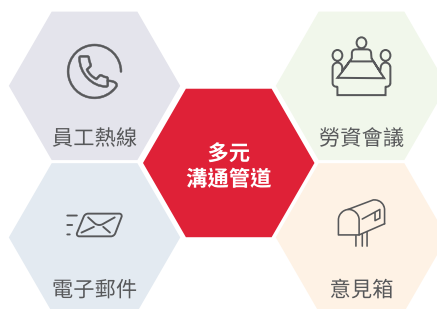 員工熱線
勞資會議
多元
溝通管道
電子郵件
意見箱